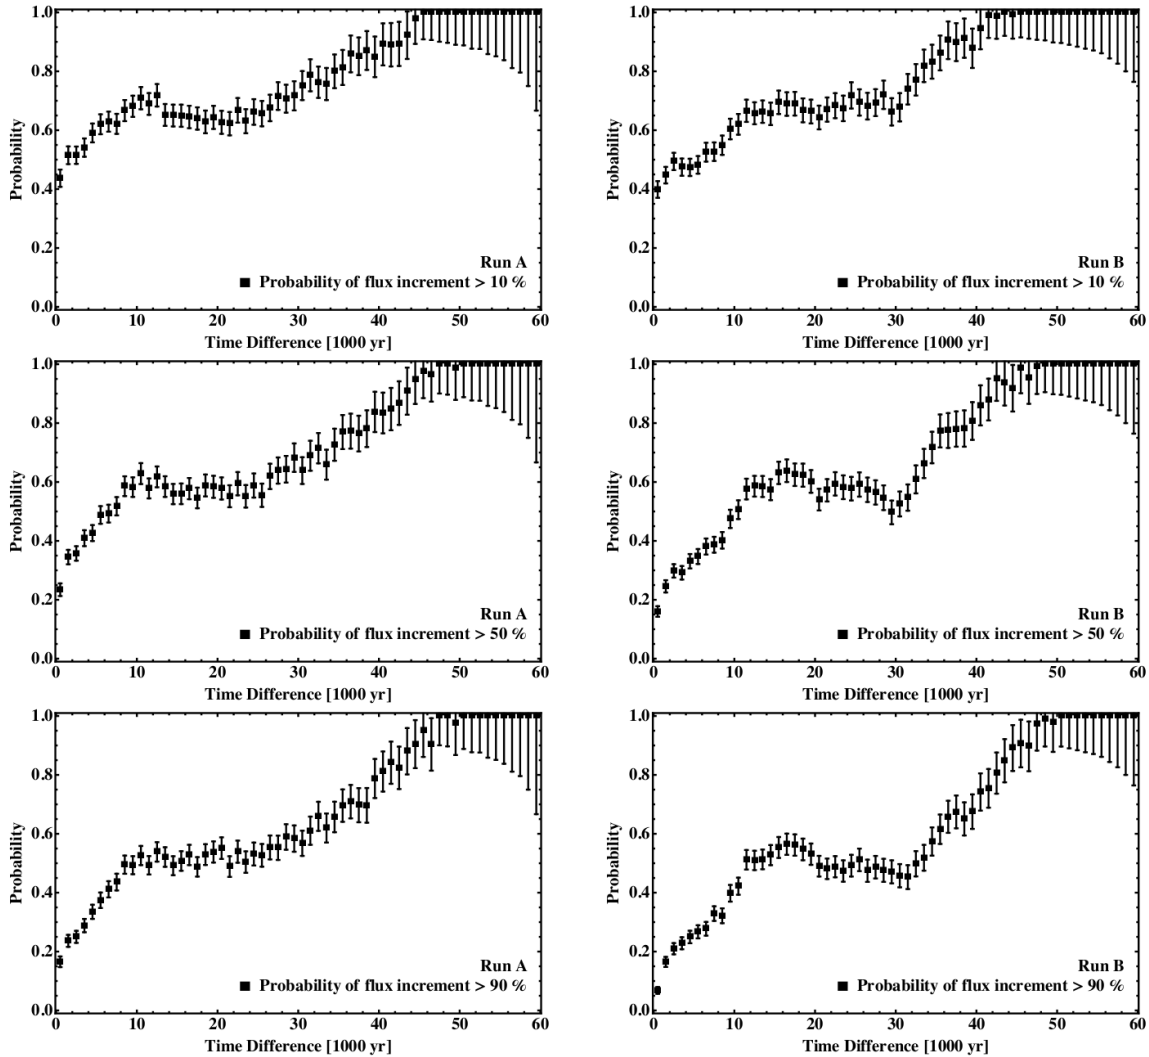 1.0
0.8
0.6
0.4
0.2
0.0
Probability
Run A
■ Probability of flux increment > 10 %
0 10 20 30 40 50 60
Time Difference [1000 yr]
1.0
0.8
0.6
0.4
0.2
0.0
Probability
Run B
■ Probability of flux increment > 10 %
0 10 20 30 40 50 60
Time Difference [1000 yr]
1.0
0.8
0.6
0.4
0.2
0.0
Probability
Run A
■ Probability of flux increment > 50 %
0 10 20 30 40 50 60
Time Difference [1000 yr]
1.0
0.8
0.6
0.4
0.2
0.0
Probability
Run B
■ Probability of flux increment > 50 %
0 10 20 30 40 50 60
Time Difference [1000 yr]
1.0
0.8
0.6
0.4
0.2
0.0
Probability
Run A
■ Probability of flux increment > 90 %
0 10 20 30 40 50 60
Time Difference [1000 yr]
1.0
0.8
0.6
0.4
0.2
0.0
Probability
Run B
■ Probability of flux increment > 90 %
0 10 20 30 40 50 60
Time Difference [1000 yr]